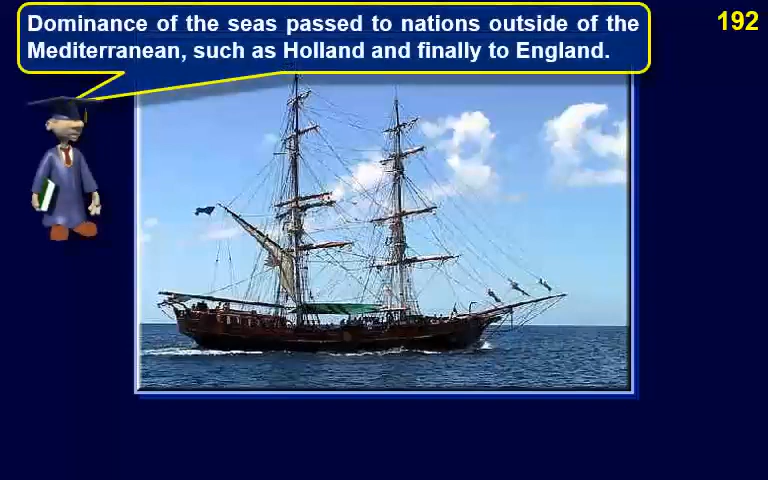 Dominance of the seas passed to nations outside of the
Mediterranean, such as Holland and finally to England.
192